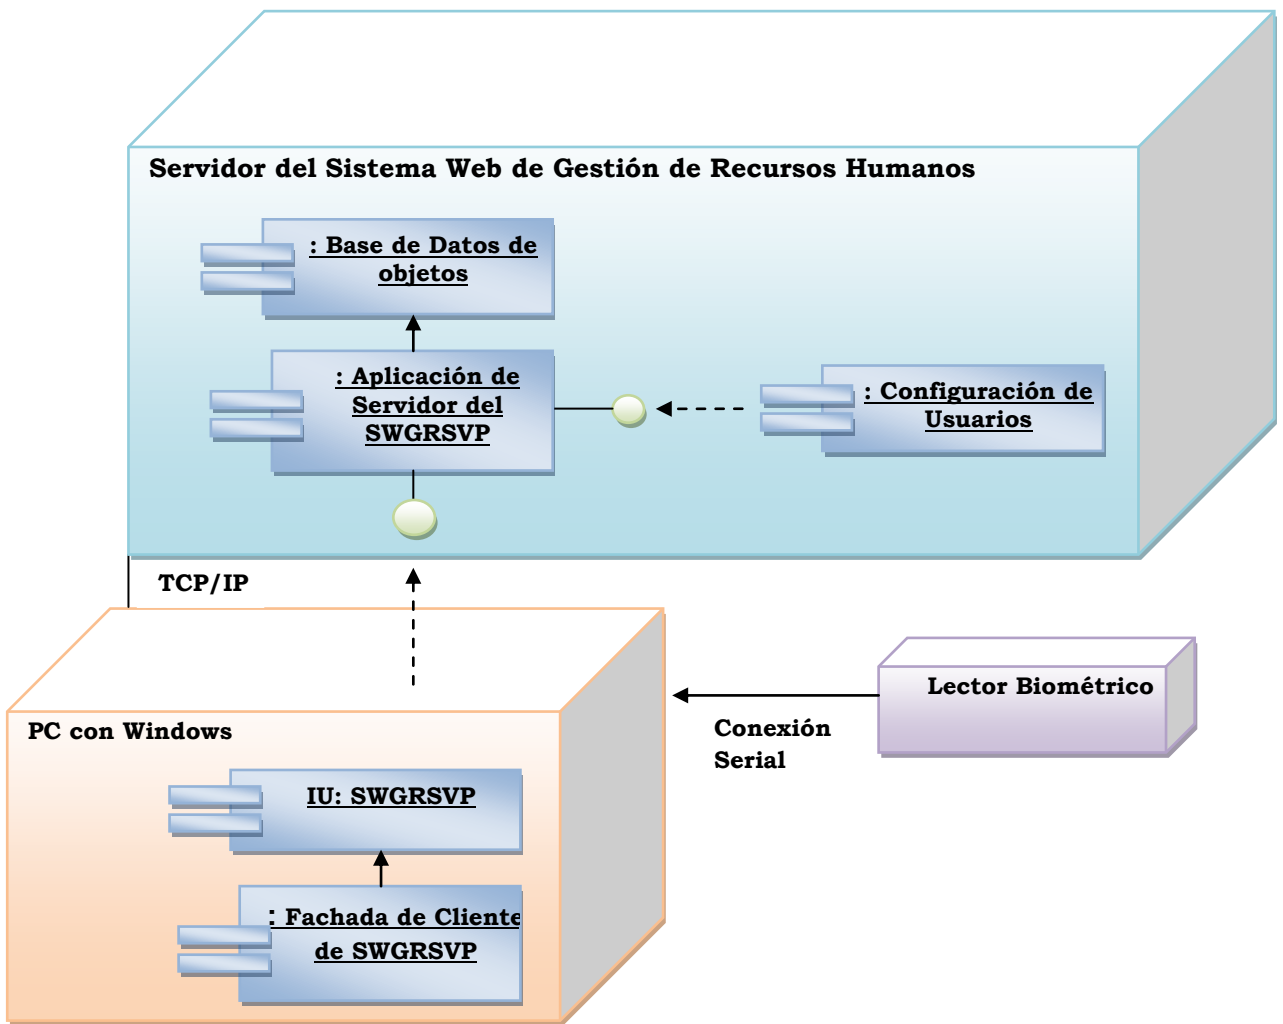 Servidor del Sistema Web de Gestión de Recursos Humanos
: Base de Datos de
objetos
: Aplicación de
Servidor del
SWGRSVP
: Configuración de
Usuarios
TCP/IP
Lector Biométrico
PC con Windows
Conexión
Serial
IU: SWGRSVP
: Fachada de Cliente
de SWGRSVP